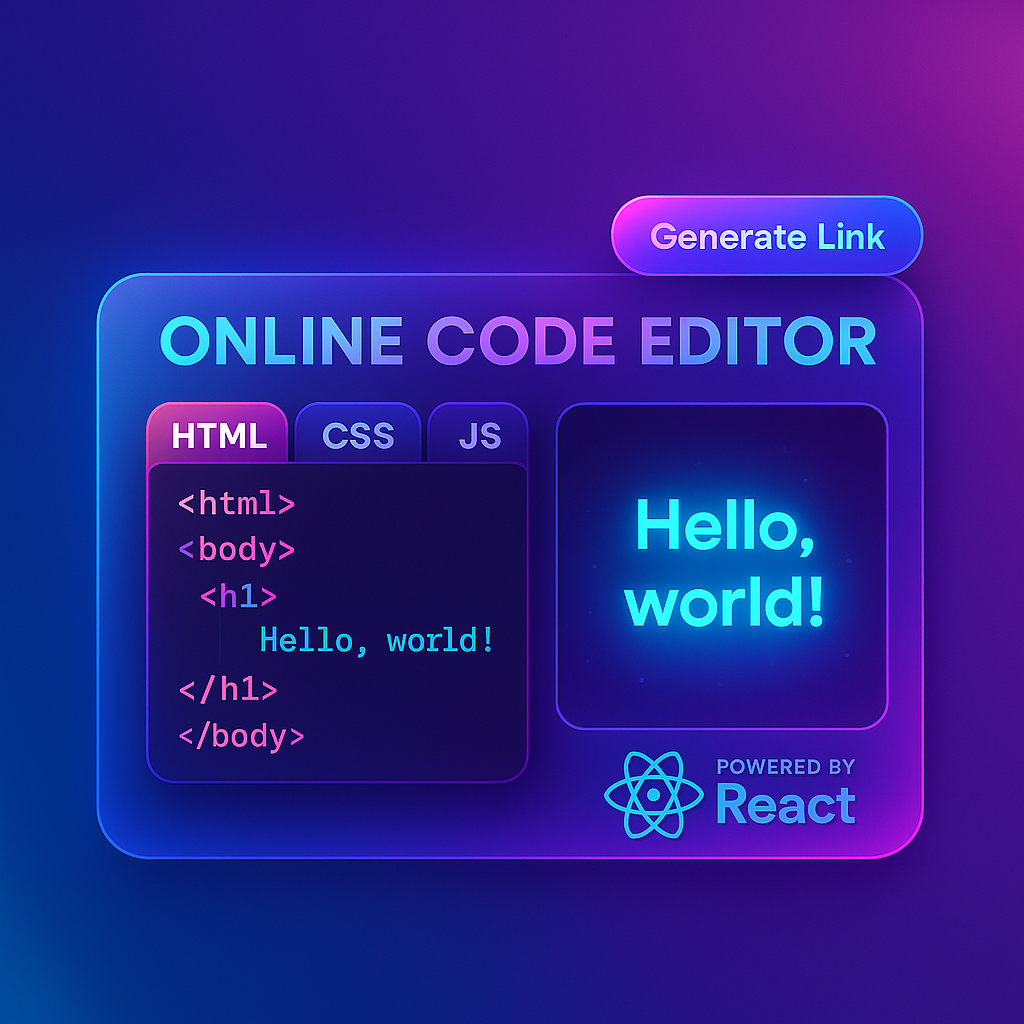 Generate Link
ONLINE CODE EDITOR
HTML CSS JS
<html>
<body>
<h1>
Hello, world!
</h1>
</body>
Hello,
world!
POWERED BY
React